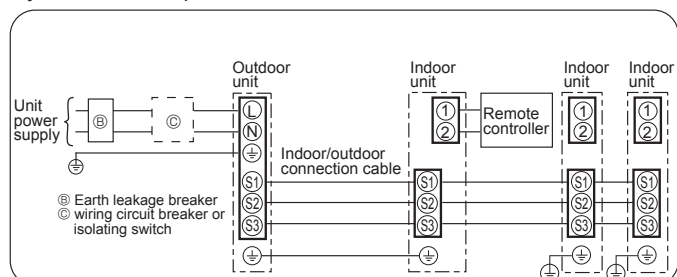 Unit
power
supply
Ⓑ
Ⓒ
Ⓑ Earth leakage breaker
Ⓒ wiring circuit breaker or
isolating switch
Outdoor
unit
L
N
S1
S2
S3
Indoor/outdoor
connection cable
Indoor
unit
1
2
S1
S2
S3
Remote
controller
Indoor
unit
1
2
S1
S2
S3
Indoor
unit
1
2
S1
S2
S3